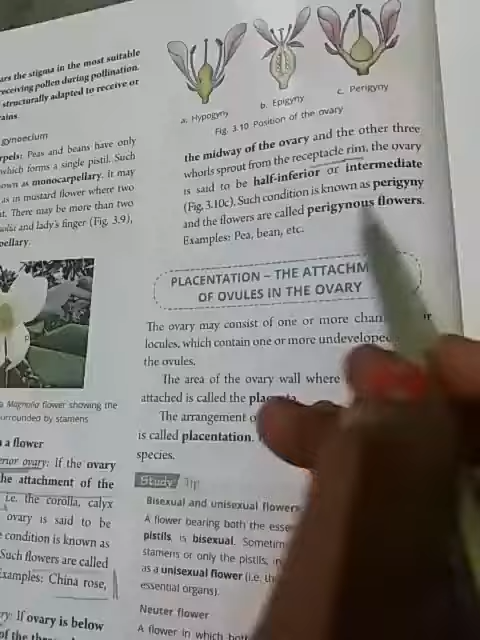 ars the stigma in the most suitable
receiving pollen during pollination.
structurally adapted to receive or
gynoecium
rpels: Peas and beans have only
which forms a single pistil. Such
own as monocarpellary. It may
as in mustard flower where two
nt. There may be more than two
and lady's finger (Fig. 3.9),
pellary.
a Magnolia flower showing the
urrounded by stamens
n a flower
erior ovary: If the ovary
he attachment of the
i.e. the corolla, calyx
ovary is said to be
e condition is known as
Such flowers are called
Examples: China rose,
ry: If ovary is below
a. Hypogyny
b. Epigyny
c. Perigyny
Fig. 3.10 Position of the ovary
the midway of the ovary and the other three
whorls sprout from the receptacle rim, the ovary
is said to be half-inferior or intermediate
(Fig. 3.10c). Such condition is known as perigyny
and the flowers are called perigynous flowers.
Examples: Pea, bean, etc.
PLACENTATION – THE ATTACHM
OF OVULES IN THE OVARY
The ovary may consist of one or more cham
locules, which contain one or more undeveloped
the ovules.
The area of the ovary wall where
attached is called the
The arrangement o
is called placentation.
species.
Study Tip
Bisexual and unisexual flowers
A flower bearing both the esse
pistils, is bisexual. Sometim
stamens or only the pistils, in
as a unisexual flower (i.e. th
essential organs).
Neuter flower
A flower in which both